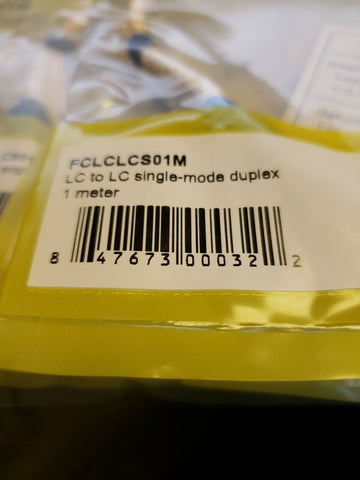 FCLCLCS01M
LC to LC single-mode duplex
1 meter
8 47673 00032 2